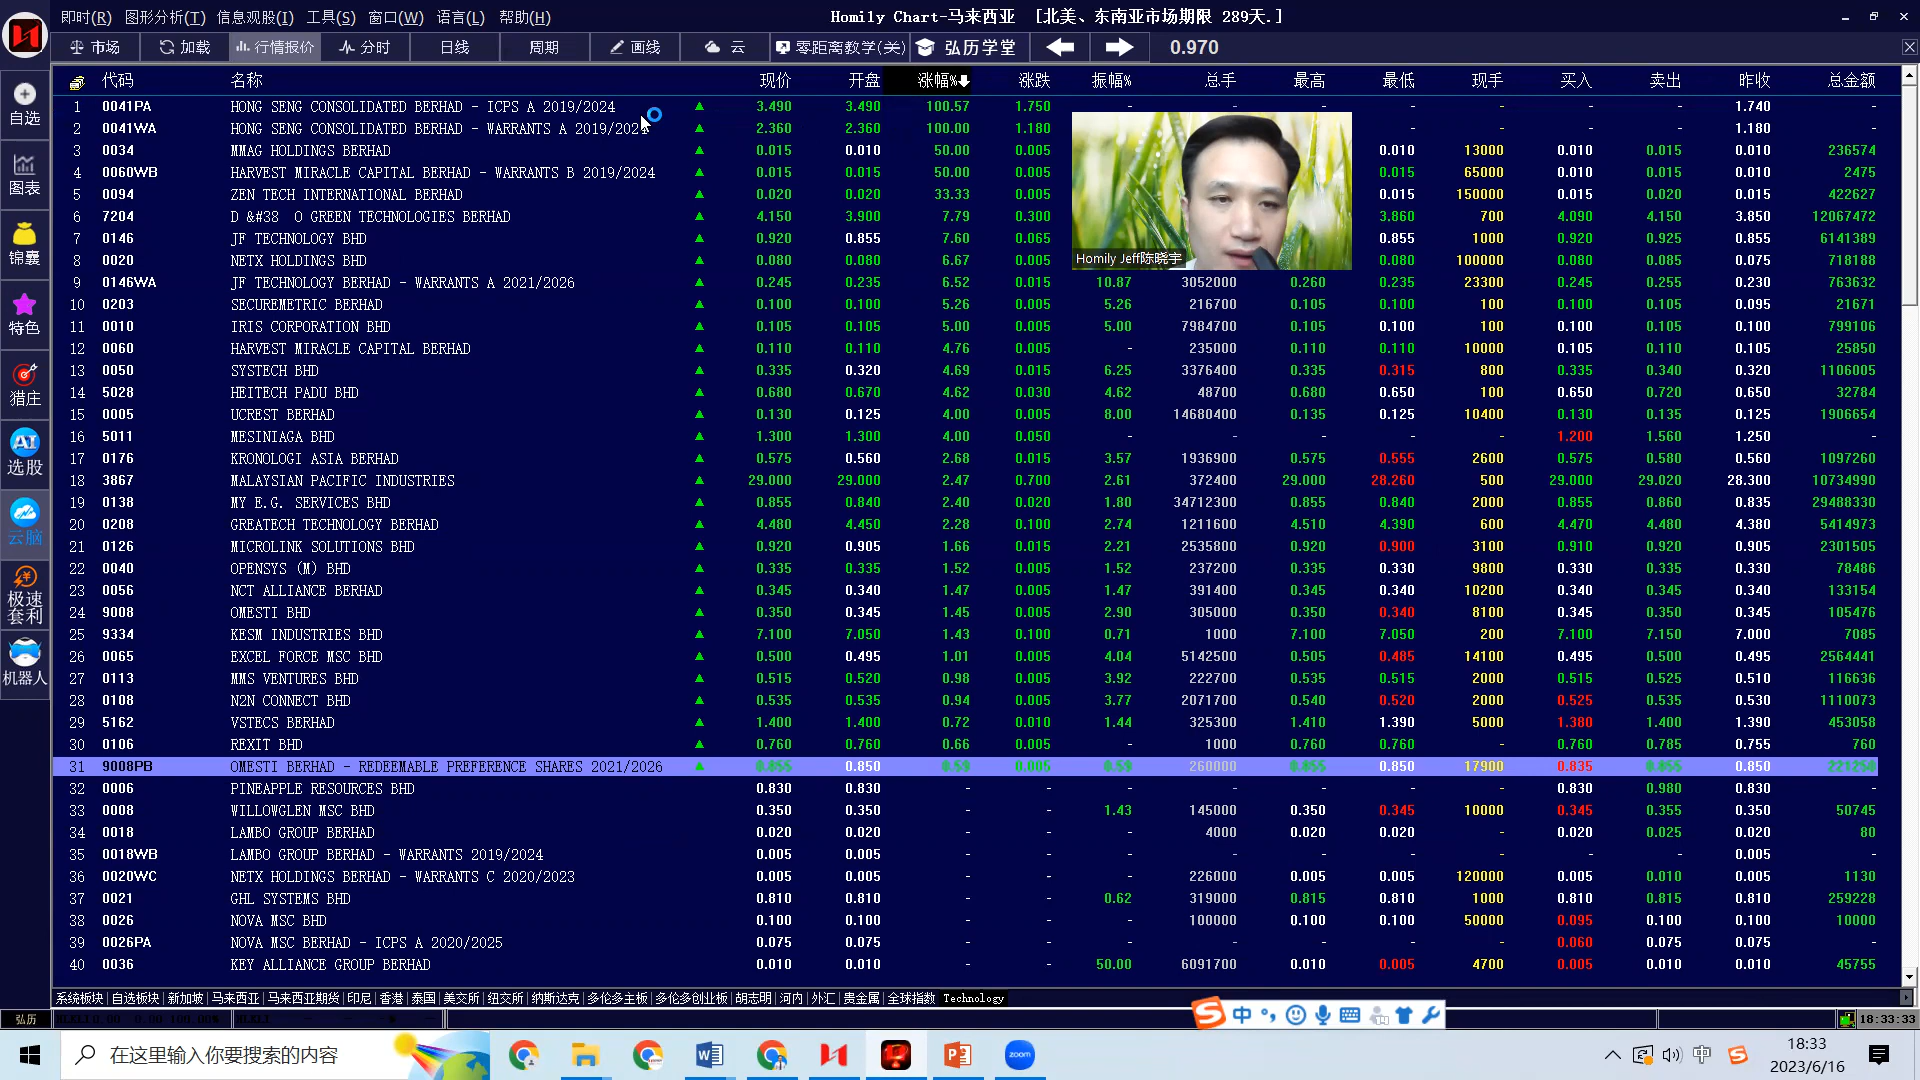 即时(R) 图形分析(T) 信息观股(I) 工具(S) 窗口(W) 语言(L) 帮助(H) Homily Chart-马来西亚 [北美、东南亚市场期限 289天.]
市场 加载 行情报价 分时 日线 周期 画线 云 零距离教学(关) 弘历学堂 0.970
自选
图表
锦囊
特色
猎庄
AI
选股
云脑
极速
套利
机器人
代码 名称 现价 开盘 涨幅% 涨跌 振幅% 总手 最高 最低 现手 买入 卖出 昨收 总金额
1 0041PA HONG SENG CONSOLIDATED BERHAD - ICPS A 2019/2024 3.490 3.490 100.57 1.750 - - - - - - - 1.740 -
2 0041WA HONG SENG CONSOLIDATED BERHAD - WARRANTS A 2019/2024 2.360 2.360 100.00 1.180 - - - - 1.180 -
3 0034 MMAG HOLDINGS BERHAD 0.015 0.010 50.00 0.005 0.010 13000 0.010 0.015 0.010 236574
4 0060WB HARVEST MIRACLE CAPITAL BERHAD - WARRANTS B 2019/2024 0.015 0.015 50.00 0.005 0.015 65000 0.010 0.015 0.010 2475
5 0094 ZEN TECH INTERNATIONAL BERHAD 0.020 0.020 33.33 0.005 0.015 150000 0.015 0.020 0.015 422627
6 7204 D &#38 O GREEN TECHNOLOGIES BERHAD 4.150 3.900 7.79 0.300 3.860 700 4.090 4.150 3.850 12067472
7 0146 JF TECHNOLOGY BHD 0.920 0.855 7.60 0.065 0.855 1000 0.920 0.925 0.855 6141389
8 0020 NETX HOLDINGS BHD 0.080 0.080 6.67 0.005 0.080 100000 0.080 0.085 0.075 718188
Homily Jeff陈晓宇
9 0146WA JF TECHNOLOGY BERHAD - WARRANTS A 2021/2026 0.245 0.235 6.52 0.015 10.87 3052000 0.260 0.235 23300 0.245 0.255 0.230 763632
10 0203 SECUREMETRIC BERHAD 0.100 0.100 5.26 0.005 5.26 216700 0.105 0.100 100 0.100 0.105 0.095 21671
11 0010 IRIS CORPORATION BHD 0.105 0.105 5.00 0.005 5.00 7984700 0.105 0.100 100 0.100 0.105 0.100 799106
12 0060 HARVEST MIRACLE CAPITAL BERHAD 0.110 0.110 4.76 0.005 - 235000 0.110 0.110 10000 0.105 0.110 0.105 25850
13 0050 SYSTECH BHD 0.335 0.320 4.69 0.015 6.25 3376400 0.335 0.315 800 0.335 0.340 0.320 1106005
14 5028 HEITECH PADU BHD 0.680 0.670 4.62 0.030 4.62 48700 0.680 0.650 100 0.650 0.720 0.650 32784
15 0005 UCREST BERHAD 0.130 0.125 4.00 0.005 8.00 14680400 0.135 0.125 10400 0.130 0.135 0.125 1906654
16 5011 MESINIAGA BHD 1.300 1.300 4.00 0.050 - - - - - 1.200 1.560 1.250 -
17 0176 KRONOLOGI ASIA BERHAD 0.575 0.560 2.68 0.015 3.57 1936900 0.575 0.555 2600 0.575 0.580 0.560 1097260
18 3867 MALAYSIAN PACIFIC INDUSTRIES 29.000 29.000 2.47 0.700 2.61 372400 29.000 28.260 500 29.000 29.020 28.300 10734990
19 0138 MY E.G. SERVICES BHD 0.855 0.840 2.40 0.020 1.80 34712300 0.855 0.840 2000 0.855 0.860 0.835 29488330
20 0208 GREATECH TECHNOLOGY BERHAD 4.480 4.450 2.28 0.100 2.74 1211600 4.510 4.390 600 4.470 4.480 4.380 5414973
21 0126 MICROLINK SOLUTIONS BHD 0.920 0.905 1.66 0.015 2.21 2535800 0.920 0.900 3100 0.910 0.920 0.905 2301505
22 0040 OPENSYS (M) BHD 0.335 0.335 1.52 0.005 1.52 237200 0.335 0.330 9800 0.330 0.335 0.330 78486
23 0056 NCT ALLIANCE BERHAD 0.345 0.340 1.47 0.005 1.47 391400 0.345 0.340 10200 0.340 0.345 0.340 133154
24 9008 OMESTI BHD 0.350 0.345 1.45 0.005 2.90 305000 0.350 0.340 8100 0.345 0.350 0.345 105476
25 9334 KESM INDUSTRIES BHD 7.100 7.050 1.43 0.100 0.71 1000 7.100 7.050 200 7.100 7.150 7.000 7085
26 0065 EXCEL FORCE MSC BHD 0.500 0.495 1.01 0.005 4.04 5142500 0.505 0.485 14100 0.495 0.500 0.495 2564441
27 0113 MMS VENTURES BHD 0.515 0.520 0.98 0.005 3.92 222700 0.535 0.515 2000 0.515 0.525 0.510 116636
28 0108 N2N CONNECT BHD 0.535 0.535 0.94 0.005 3.77 2071700 0.540 0.520 2000 0.525 0.535 0.530 1110073
29 5162 VSTECS BERHAD 1.400 1.400 0.72 0.010 1.44 325300 1.410 1.390 5000 1.380 1.400 1.390 453058
30 0106 REXIT BHD 0.760 0.760 0.66 0.005 - 1000 0.760 0.760 - 0.760 0.785 0.755 760
31 9008PB OMESTI BERHAD - REDEEMABLE PREFERENCE SHARES 2021/2026 0.855 0.850 0.59 0.005 0.59 260000 0.855 0.850 17900 0.835 0.855 0.850
32 0006 PINEAPPLE RESOURCES BHD 0.830 0.830 - - - - - - - 0.830 0.980 0.830 -
33 0008 WILLOWGLEN MSC BHD 0.350 0.350 - - 1.43 145000 0.350 0.345 10000 0.345 0.355 0.350 50745
34 0018 LAMBO GROUP BERHAD 0.020 0.020 - - - 4000 0.020 0.020 - 0.020 0.025 0.020 80
35 0018WB LAMBO GROUP BERHAD - WARRANTS 2019/2024 0.005 0.005 - - - - - - - - - 0.005 -
36 0020WC NETX HOLDINGS BERHAD - WARRANTS C 2020/2023 0.005 0.005 - - - 226000 0.005 0.005 120000 0.005 0.010 0.005 1130
37 0021 GHL SYSTEMS BHD 0.810 0.810 - - 0.62 319000 0.815 0.810 1000 0.810 0.815 0.810 259228
38 0026 NOVA MSC BHD 0.100 0.100 - - - 100000 0.100 0.100 50000 0.095 0.100 0.100 10000
39 0026PA NOVA MSC BERHAD - ICPS A 2020/2025 0.075 0.075 - - - - - - - 0.060 0.075 0.075 -
40 0036 KEY ALLIANCE GROUP BERHAD 0.010 0.010 - - 50.00 6091700 0.010 0.005 4700 0.005 0.010 0.010 45755
系统板块 自选板块 新加坡 马来西亚 马来西亚期货 印尼 香港 泰国 美交所 纽交所 纳斯达克 多伦多主板 多伦多创业板 胡志明 河内 外汇 贵金属 全球指数 Technology
弘历 中 18:33:33
在这里输入你要搜索的内容 zoom 中 18:33
2023/6/16